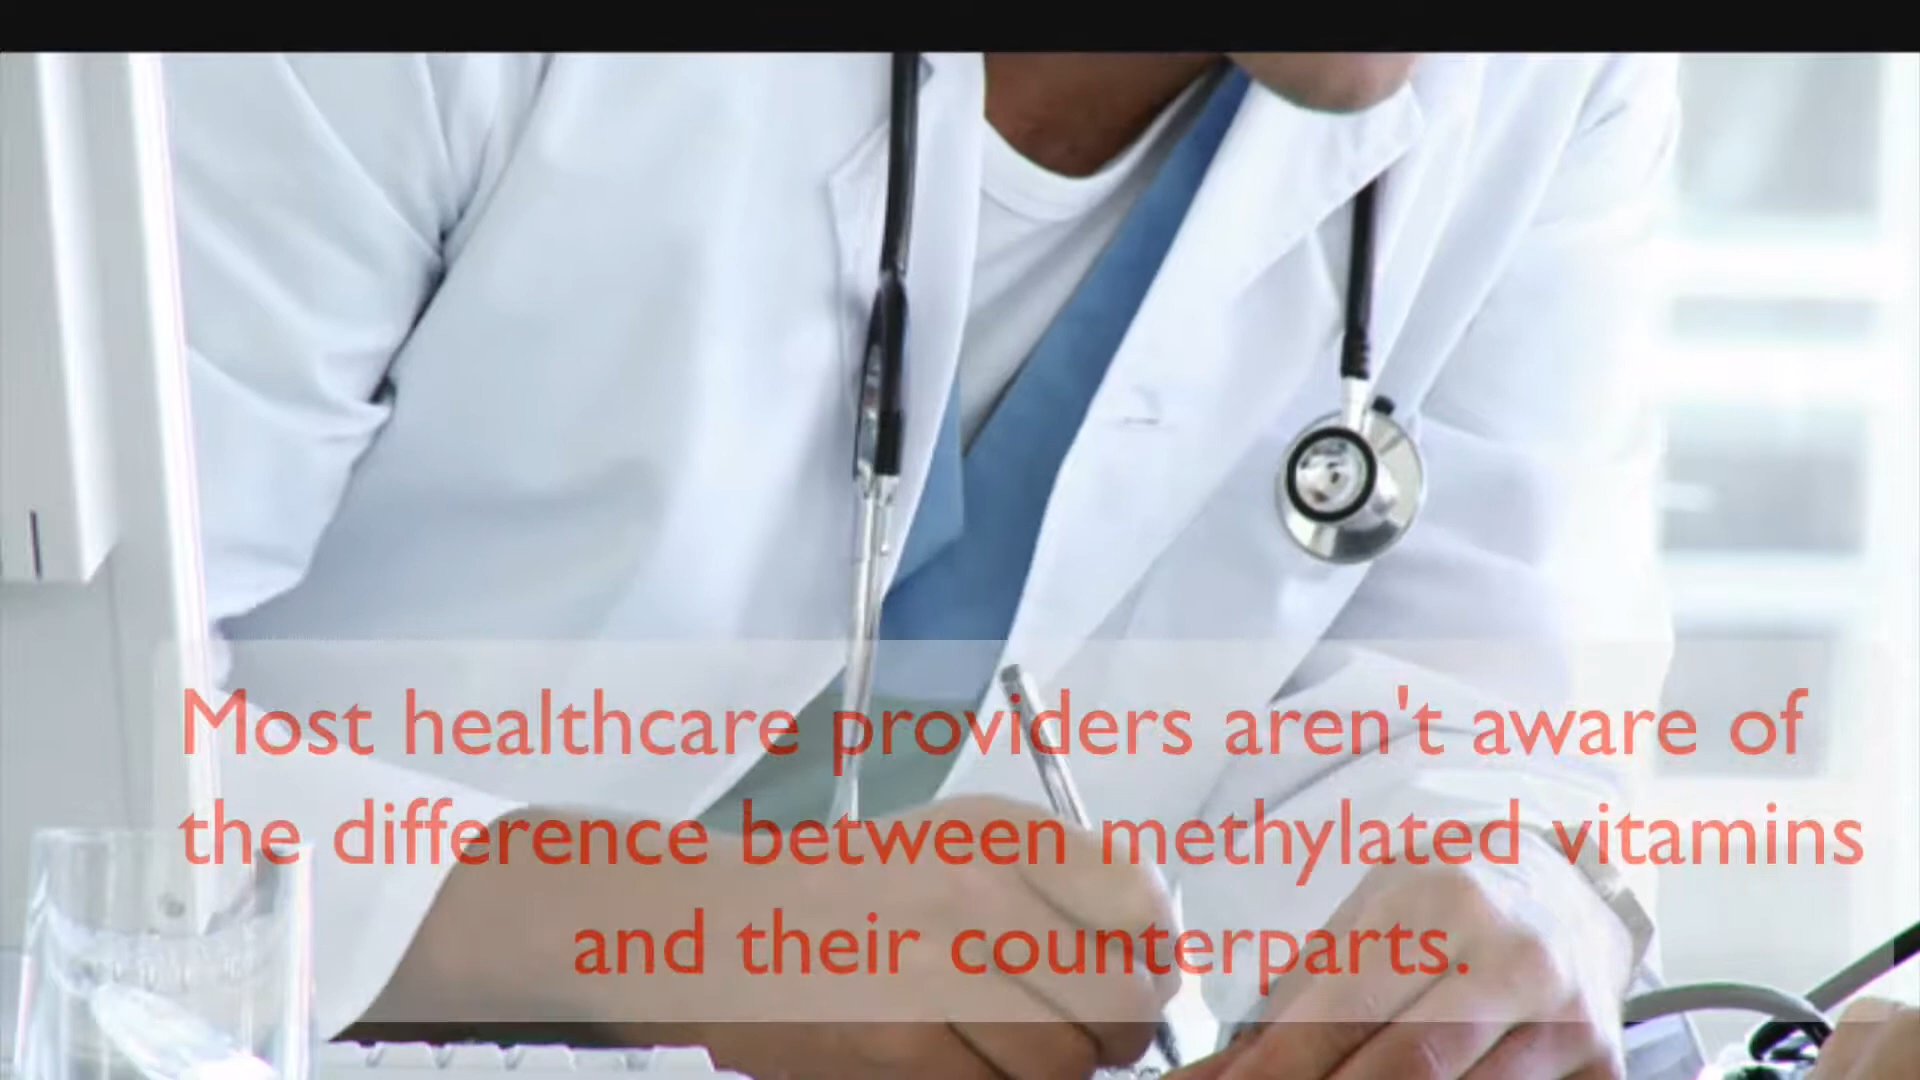 Most healthcare providers aren't aware of
the difference between methylated vitamins
and their counterparts.